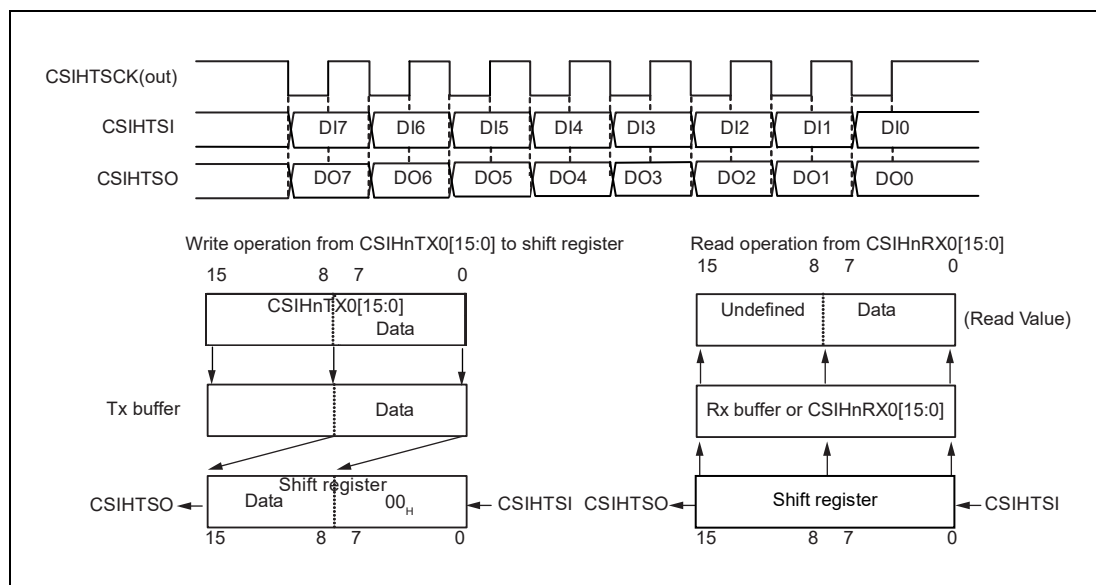 CSIHTSCK(out)
CSIHTSI DI7 DI6 DI5 DI4 DI3 DI2 DI1 DI0
CSIHTSO DO7 DO6 DO5 DO4 DO3 DO2 DO1 DO0
Write operation from CSIHnTX0[15:0] to shift register
15 8 7 0
CSIHnTX0[15:0]
Data
Tx buffer Data
Shift register
CSIHTSO Data 00H CSIHTSI
15 8 7 0
Read operation from CSIHnRX0[15:0]
15 8 7 0
Undefined Data (Read Value)
Rx buffer or CSIHnRX0[15:0]
CSIHTSO Shift register CSIHTSI
15 8 7 0